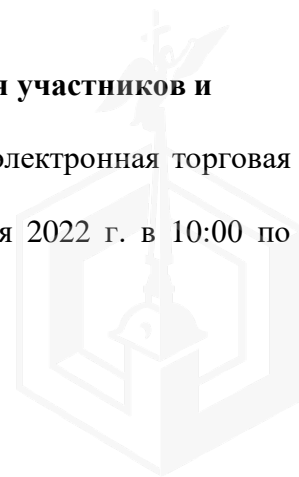 я участников и
электронная торговая
я 2022 г. в 10:00 по